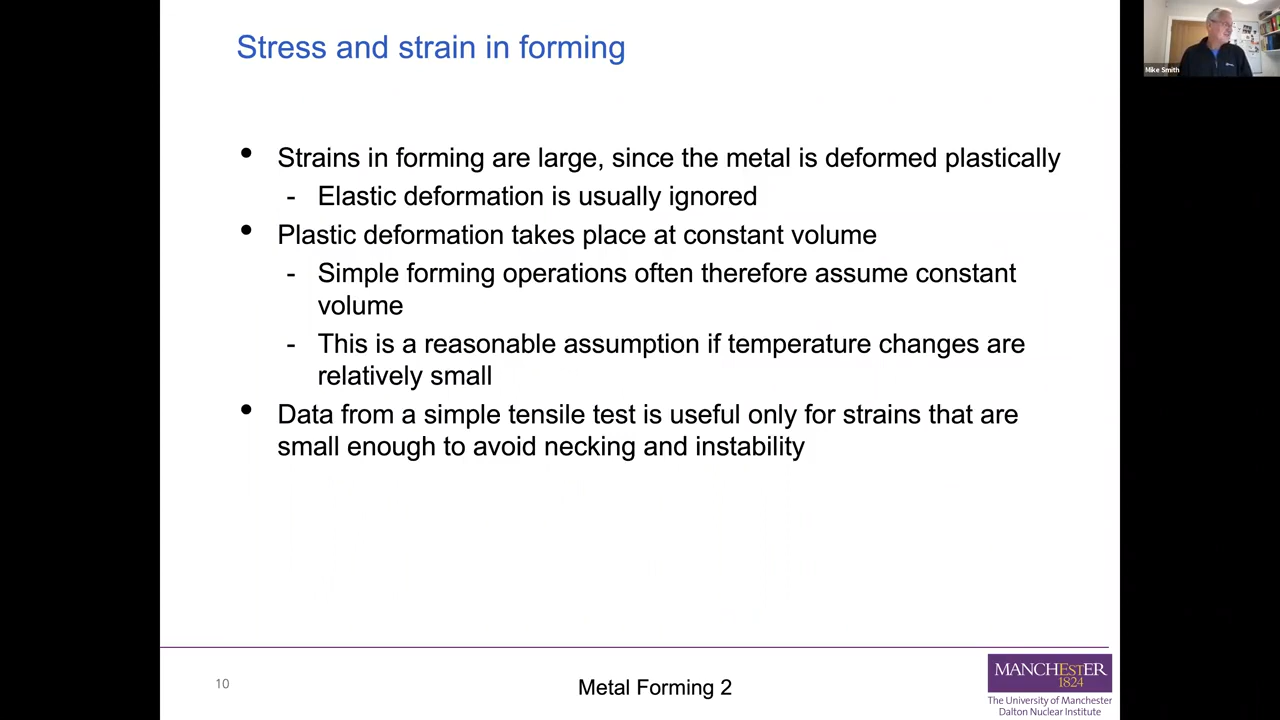 Stress and strain in forming
Mike Smith
• Strains in forming are large, since the metal is deformed plastically
- Elastic deformation is usually ignored
• Plastic deformation takes place at constant volume
- Simple forming operations often therefore assume constant
volume
- This is a reasonable assumption if temperature changes are
relatively small
• Data from a simple tensile test is useful only for strains that are
small enough to avoid necking and instability
10
Metal Forming 2
MANCHESTER
1824
The University of Manchester
Dalton Nuclear Institute